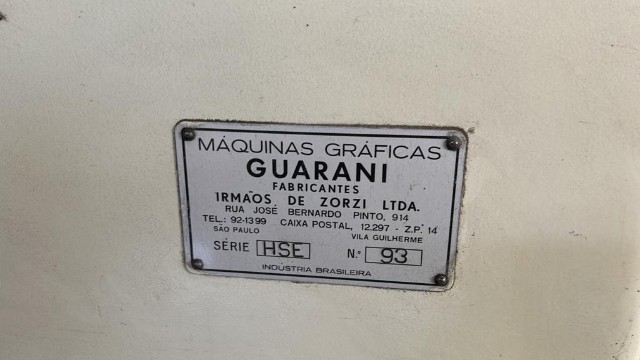 MÁQUINAS GRÁFICAS
GUARANI
FABRICANTES
IRMÃOS DE ZORZI LTDA.
RUA JOSÉ BERNARDO PINTO, 914
TEL.: 92-1399 CAIXA POSTAL, 12.297 - Z.P. 14
SÃO PAULO VILA GUILHERME
SÉRIE HSE N.º 93
INDÚSTRIA BRASILEIRA